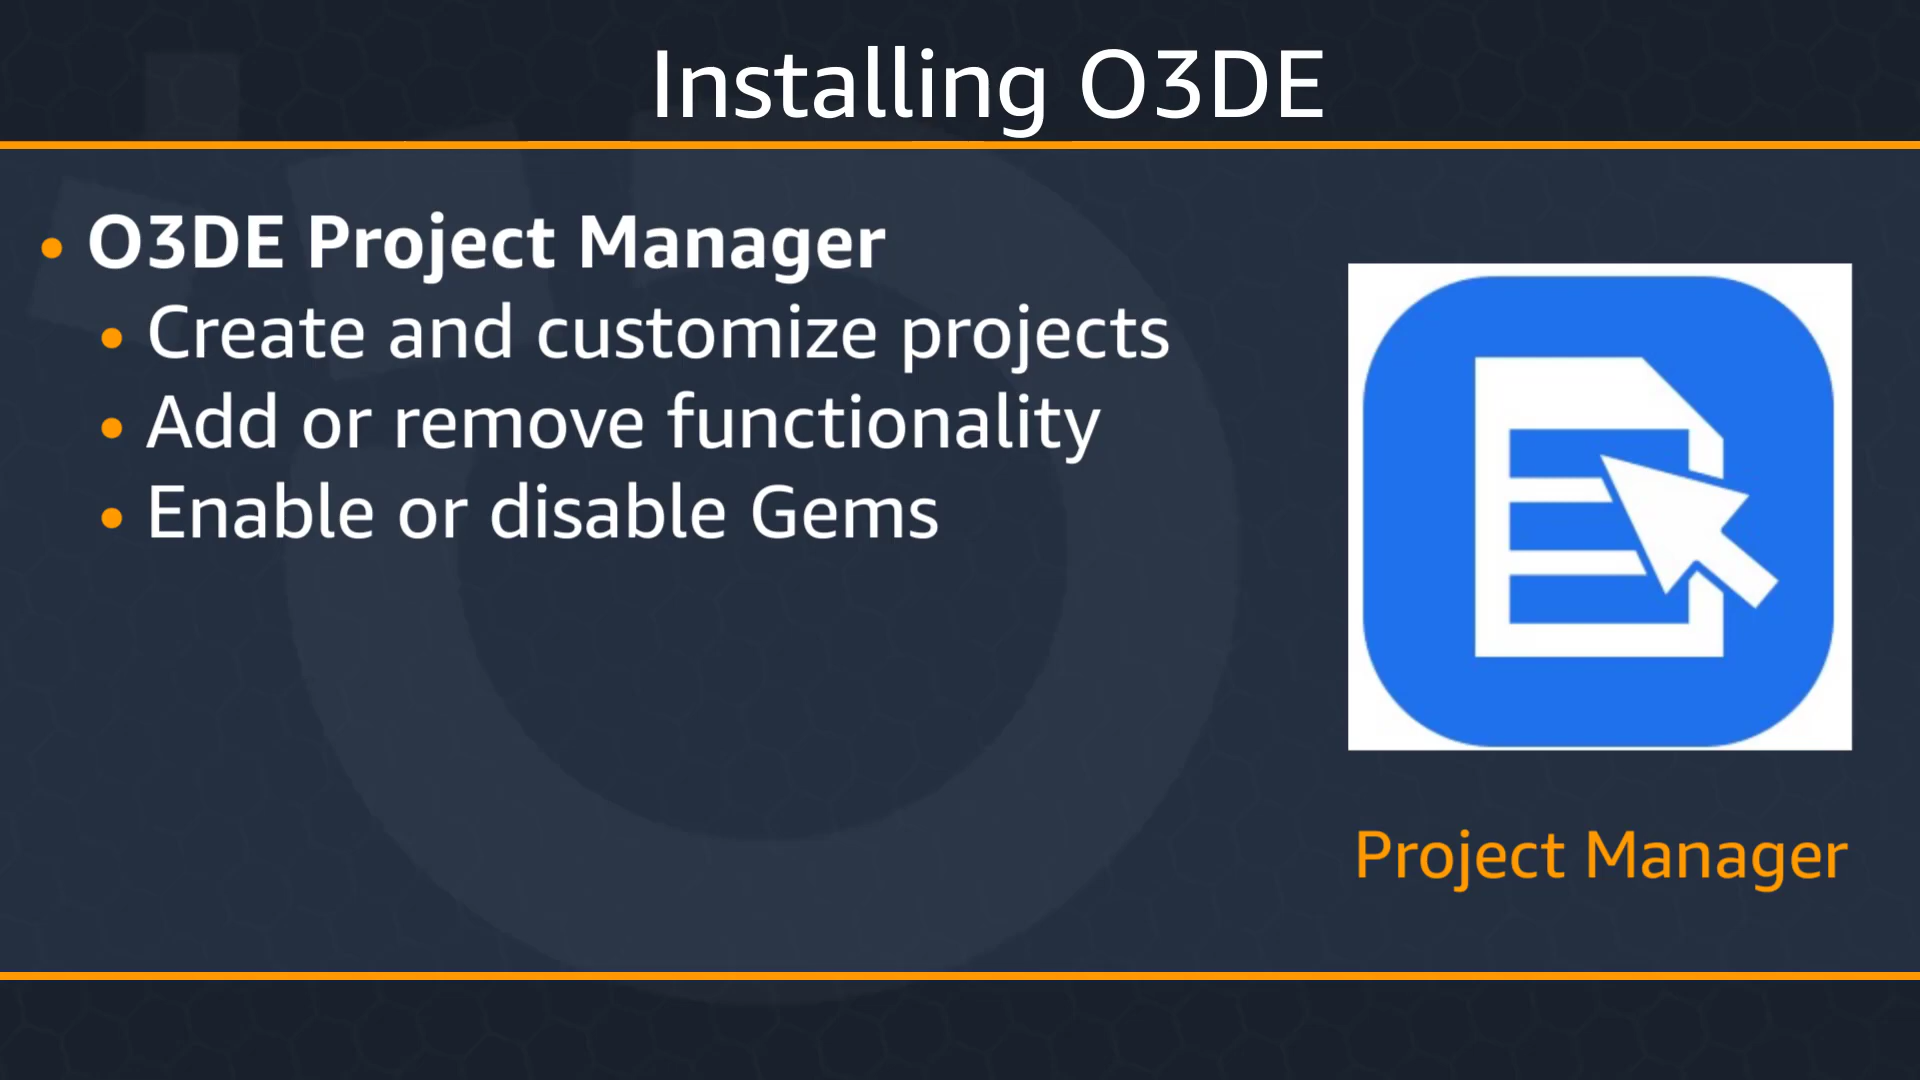 Installing O3DE
• O3DE Project Manager
• Create and customize projects
• Add or remove functionality
• Enable or disable Gems
Project Manager